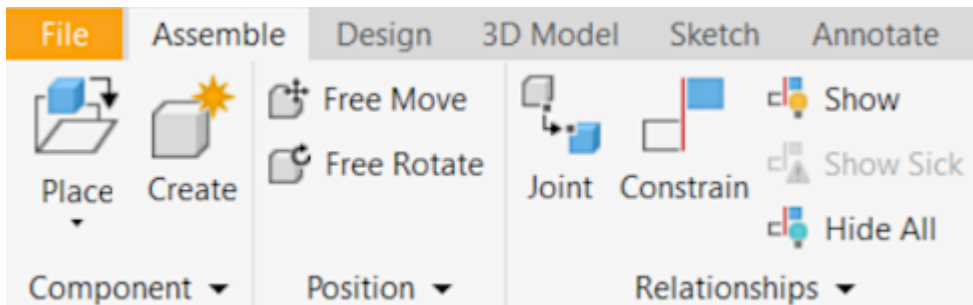 File Assemble Design 3D Model Sketch Annotate
Place
Create
Free Move
Free Rotate
Joint
Constrain
Show
Show Sick
Hide All
Component
Position
Relationships